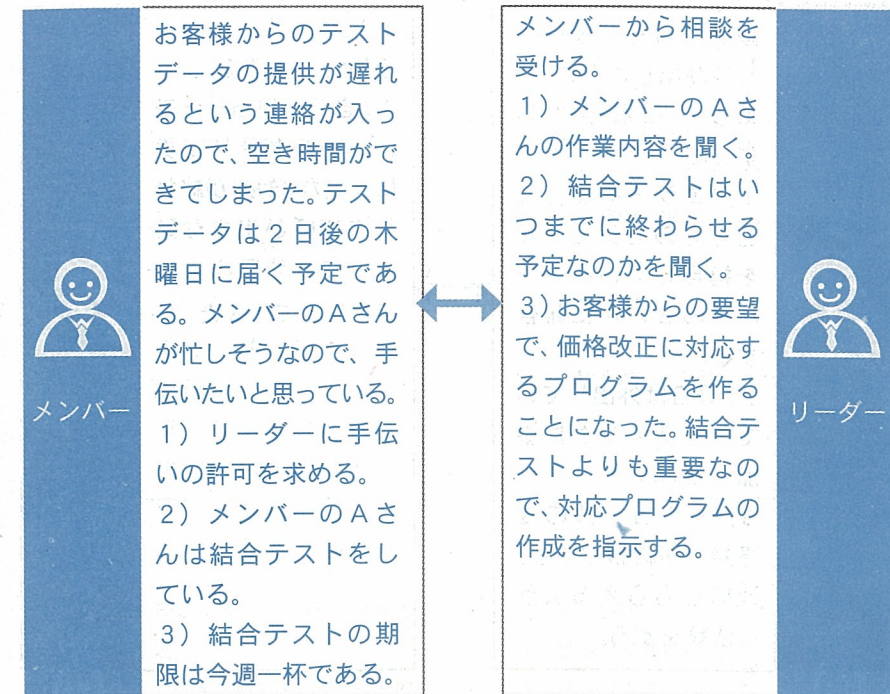 お客様からのテスト
データの提供が遅れ
るという連絡が入っ
たので、空き時間がで
きてしまった。テスト
データは2日後の木
曜日に届く予定であ
る。メンバーのAさん
が忙しそうなので、手
伝いたいと思っている。
1）リーダーに手伝
いの許可を求める。
2）メンバーのAさ
んは結合テストをし
ている。
3）結合テストの期
限は今週一杯である。
メンバー
メンバーから相談を
受ける。
1）メンバーのAさ
んの作業内容を聞く。
2）結合テストはい
つまでに終わらせる
予定なのかを聞く。
3）お客様からの要望
で、価格改正に対応す
るプログラムを作る
ことになった。結合テ
ストよりも重要なの
で、対応プログラムの
作成を指示する。
リーダー